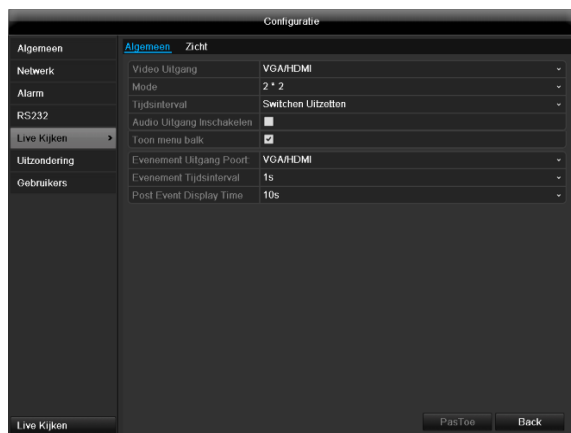 Configuratie
Algemeen
Netwerk
Alarm
RS232
Live Kijken >
Uitzondering
Gebruikers
Live Kijken
Algemeen Zicht
Video Uitgang VGA/HDMI
Mode 2 * 2
Tijdsinterval Switchen Uitzetten
Audio Uitgang Inschakelen
Toon menu balk
Evenement Uitgang Poort: VGA/HDMI
Evenement Tijdsinterval 1s
Post Event Display Time 10s
PasToe Back